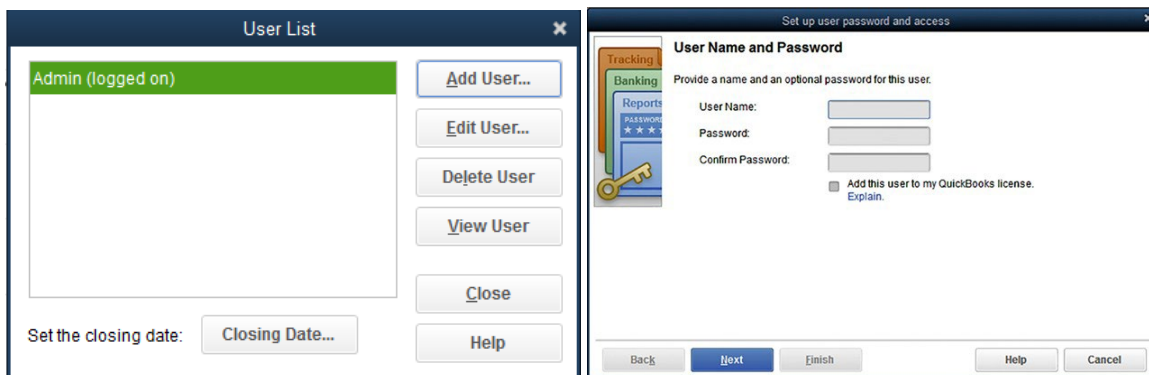 User List
Admin (logged on)
Add User...
Edit User...
Delete User
View User
Close
Set the closing date:
Closing Date...
Help
Set up user password and access
Tracking
Banking
Reports
PASSWORD
★★★
User Name and Password
Provide a name and an optional password for this user.
User Name:
Password:
Confirm Password:
Add this user to my QuickBooks license.
Explain.
Back
Next
Finish
Help
Cancel